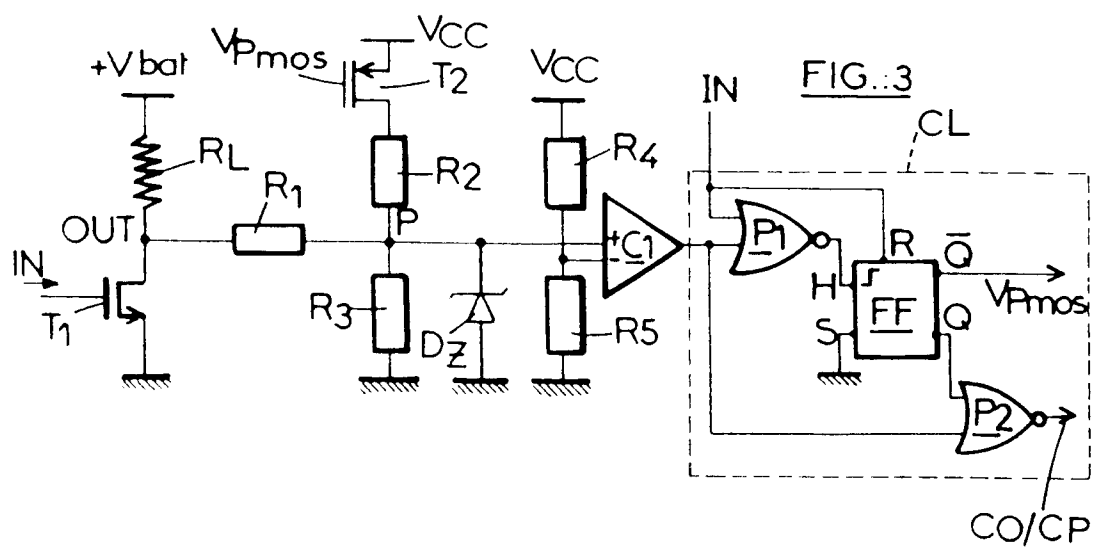 FIG.:3
+Vbat
VPmos
VCC
T2
VCC
IN
CL
RL
R1
R2
R4
OUT
P
+
-
C1
P1
R
Q̅
IN
T1
R3
DZ
R5
H
FF
VPmos
S
Q
P2
CO/CP